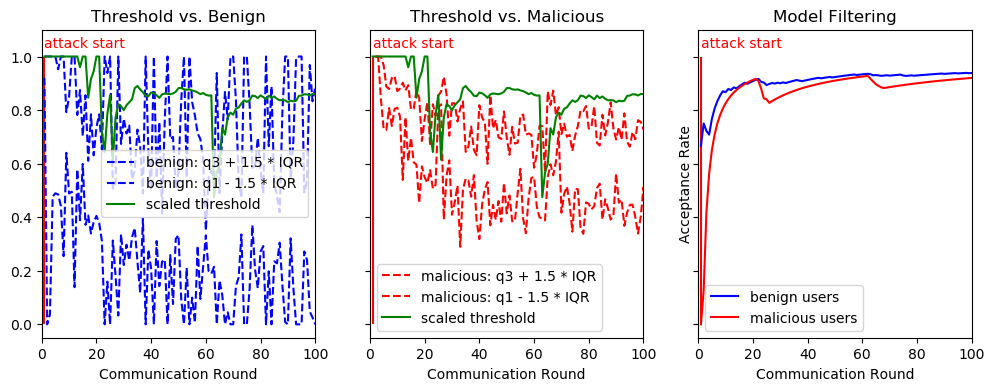 Threshold vs. Benign
attack start
1.0
0.8
0.6
0.4
0.2
0.0
benign: q3 + 1.5 * IQR
benign: q1 - 1.5 * IQR
scaled threshold
0
20
40
60
80
100
Communication Round
Threshold vs. Malicious
attack start
malicious: q3 + 1.5 * IQR
malicious: q1 - 1.5 * IQR
scaled threshold
0
20
40
60
80
100
Communication Round
Model Filtering
attack start
Acceptance Rate
benign users
malicious users
0
20
40
60
80
100
Communication Round